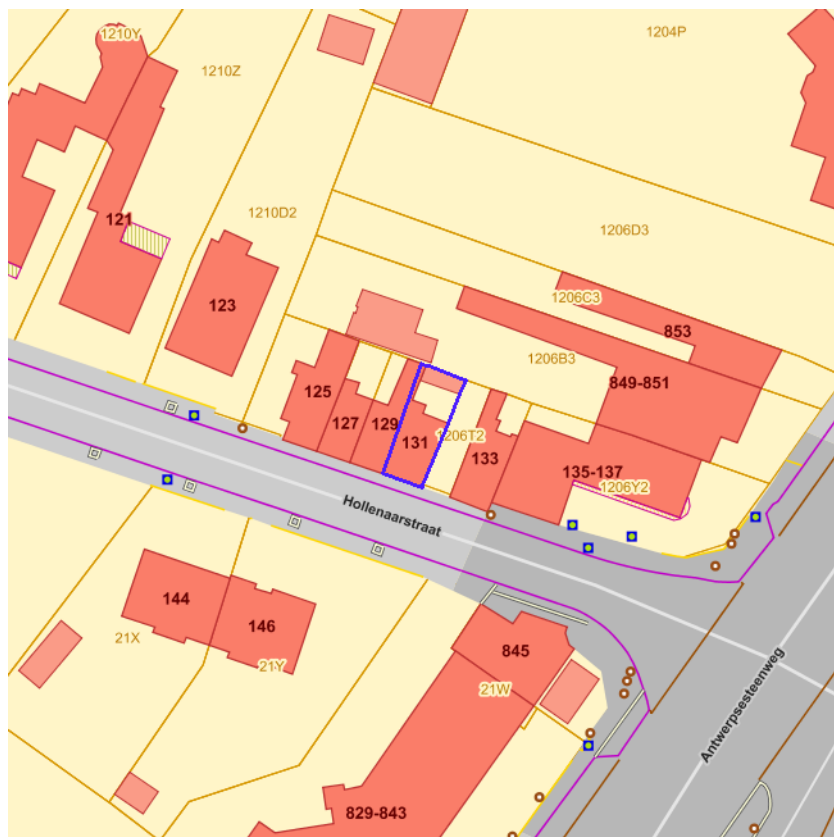 1210Y
1204P
1210Z
1210D2
121
1206D3
123
1206C3
853
1206B3
849-851
125
127
129
131
1206T2
133
135-137
1206Y2
Hollenaarstraat
144
146
21X
21Y
845
21W
Antwerpsesteenweg
829-843